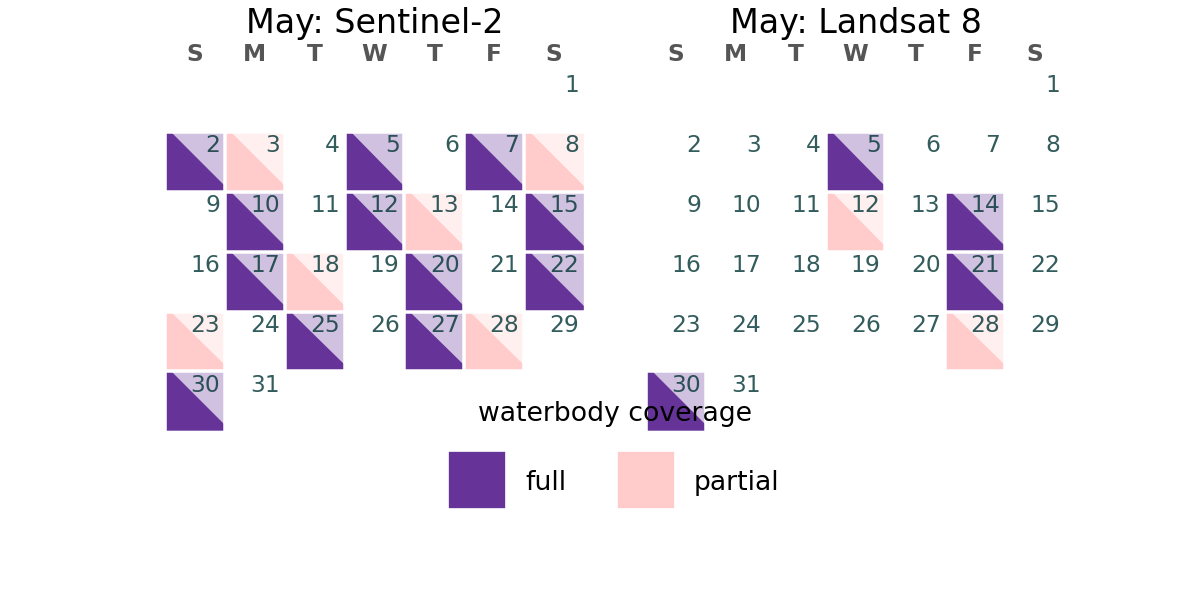 May: Sentinel-2
S M T W T F S
1
2 3 4 5 6 7 8
9 10 11 12 13 14 15
16 17 18 19 20 21 22
23 24 25 26 27 28 29
30 31
May: Landsat 8
S M T W T F S
1
2 3 4 5 6 7 8
9 10 11 12 13 14 15
16 17 18 19 20 21 22
23 24 25 26 27 28 29
30 31
waterbody coverage
full
partial